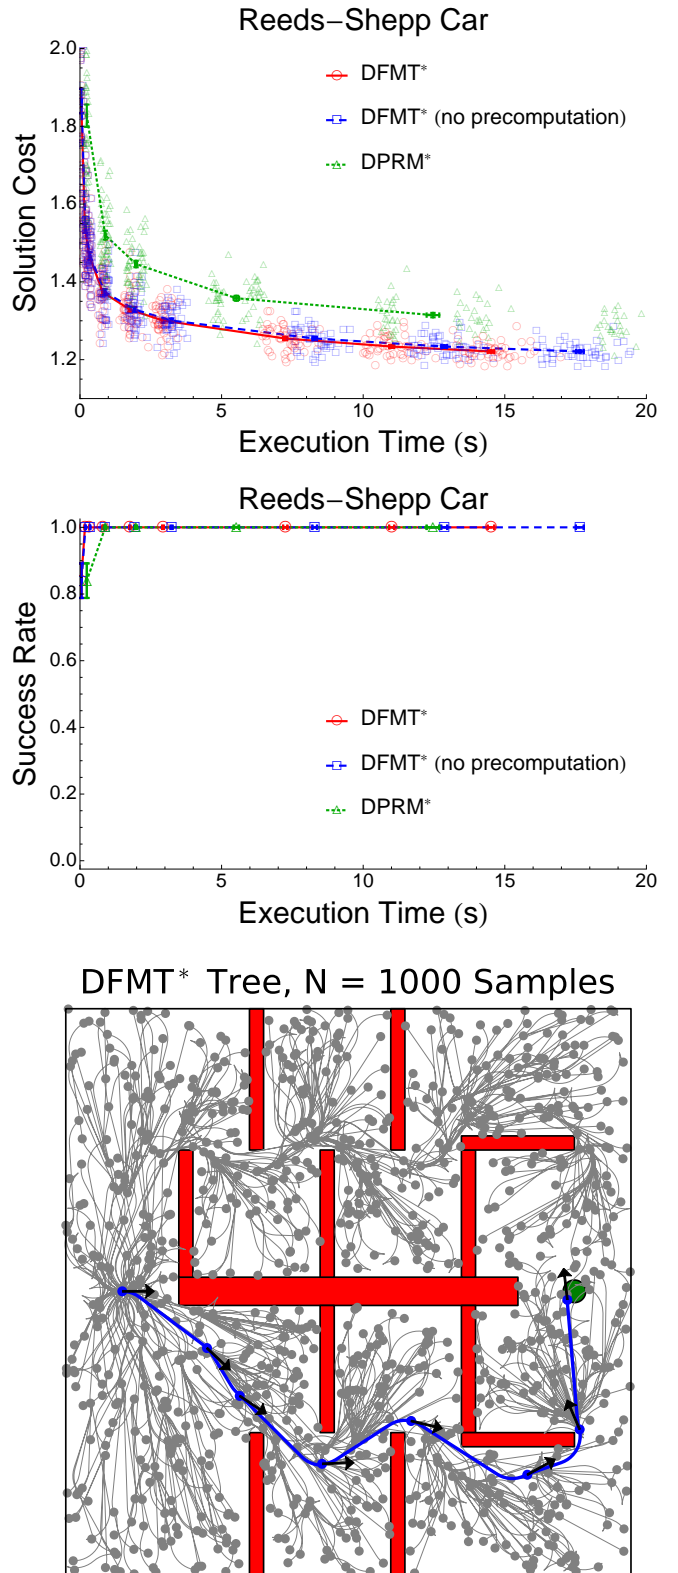 Reeds−Shepp Car
2.0
1.8
1.6
1.4
1.2
Solution Cost
DFMT*
DFMT* (no precomputation)
DPRM*
0 5 10 15 20
Execution Time (s)
Reeds−Shepp Car
1.0
0.8
0.6
0.4
0.2
0.0
Success Rate
DFMT*
DFMT* (no precomputation)
DPRM*
0 5 10 15 20
Execution Time (s)
DFMT* Tree, N = 1000 Samples